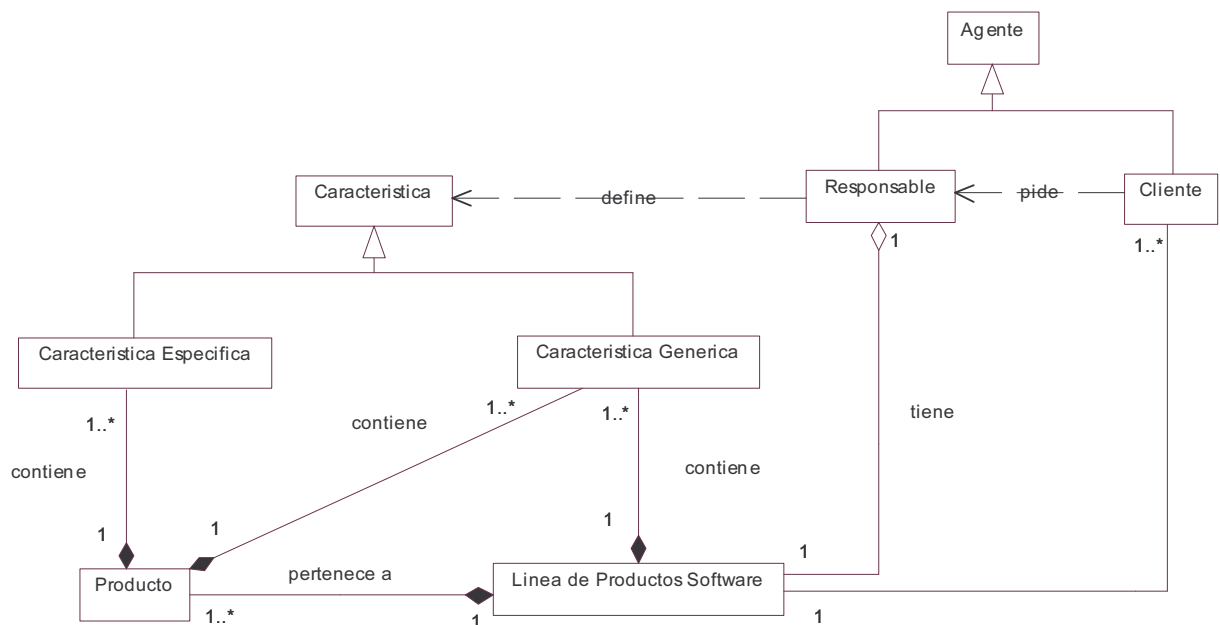 Agente
Responsable
Cliente
Caracteristica
define
pide
1
1..*
Caracteristica Especifica
Caracteristica Generica
1..*
1..*
1..*
contiene
tiene
contiene
contiene
1
1
1
1
Producto
pertenece a
Linea de Productos Software
1..*
1
1